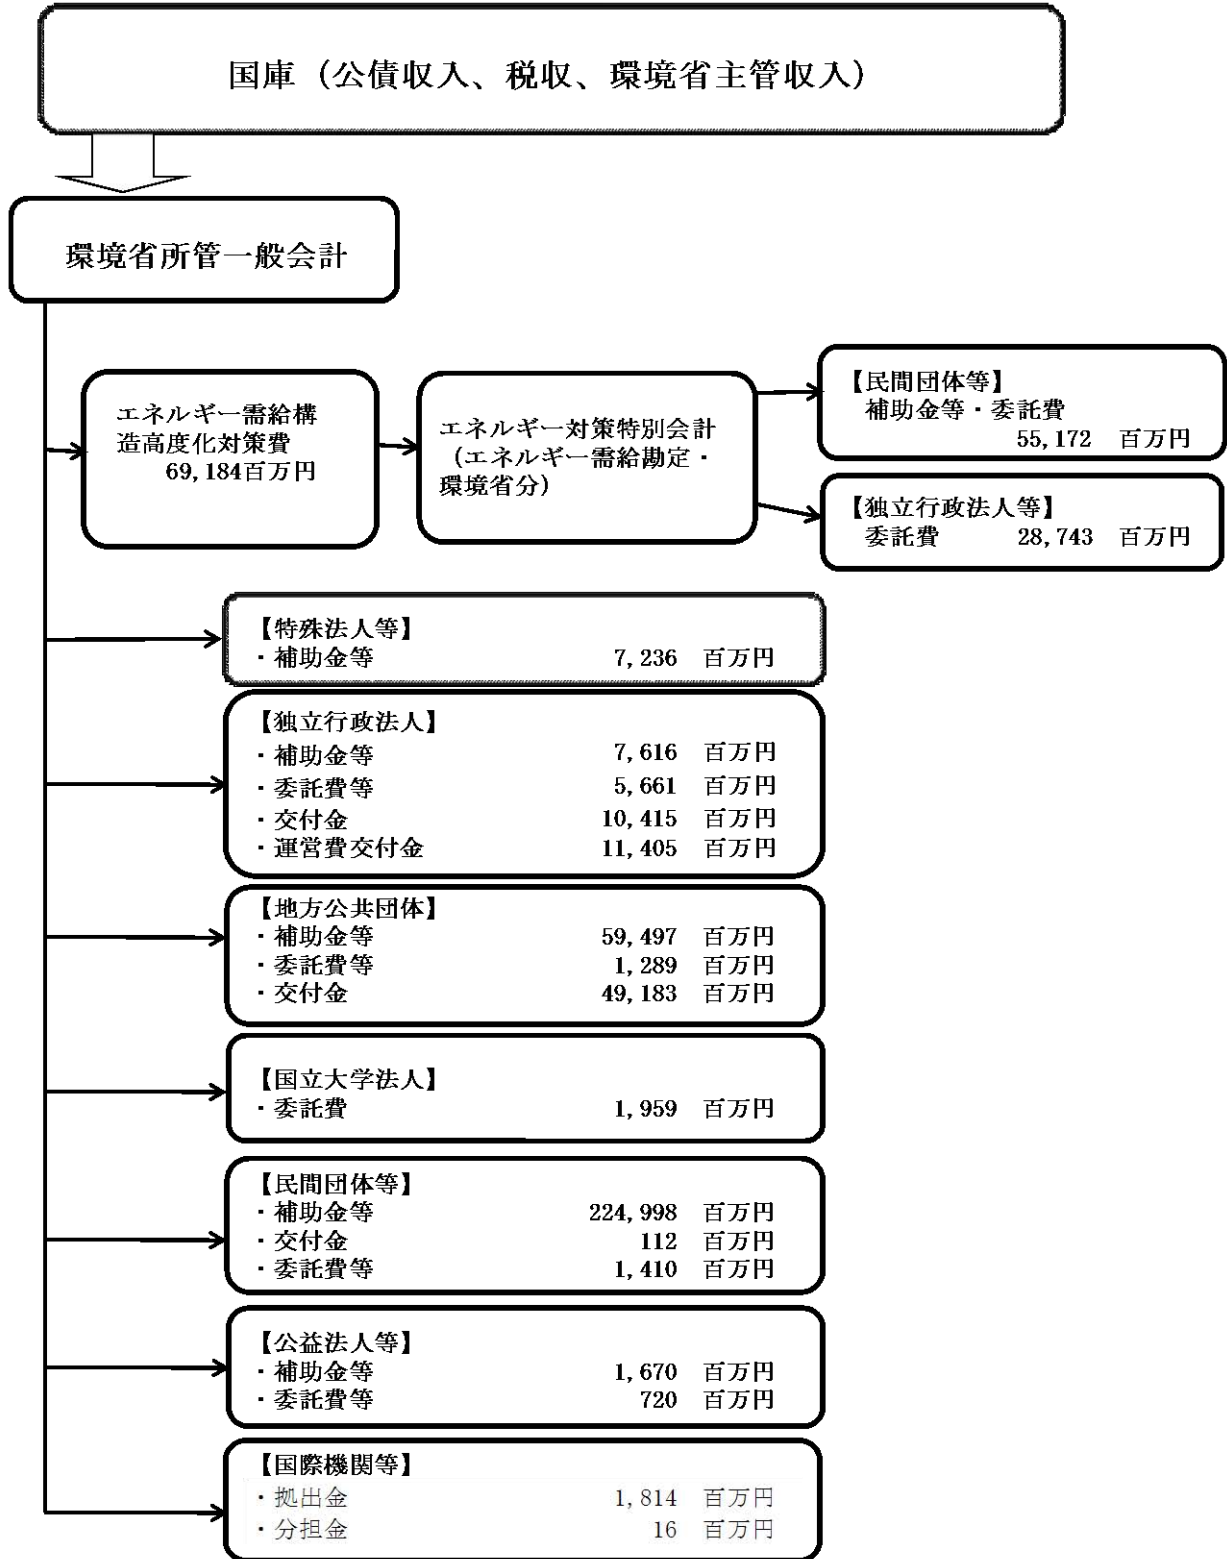 国庫（公債収入、税収、環境省主管収入）
環境省所管一般会計
エネルギー需給構
造高度化対策費
69,184百万円
エネルギー対策特別会計
（エネルギー需給勘定・
環境省分）
【民間団体等】
補助金等・委託費
55,172 百万円
【独立行政法人等】
委託費 28,743 百万円
【特殊法人等】
・補助金等 7,236 百万円
【独立行政法人】
・補助金等 7,616 百万円
・委託費等 5,661 百万円
・交付金 10,415 百万円
・運営費交付金 11,405 百万円
【地方公共団体】
・補助金等 59,497 百万円
・委託費等 1,289 百万円
・交付金 49,183 百万円
【国立大学法人】
・委託費 1,959 百万円
【民間団体等】
・補助金等 224,998 百万円
・交付金 112 百万円
・委託費等 1,410 百万円
【公益法人等】
・補助金等 1,670 百万円
・委託費等 720 百万円
【国際機関等】
・拠出金 1,814 百万円
・分担金 16 百万円